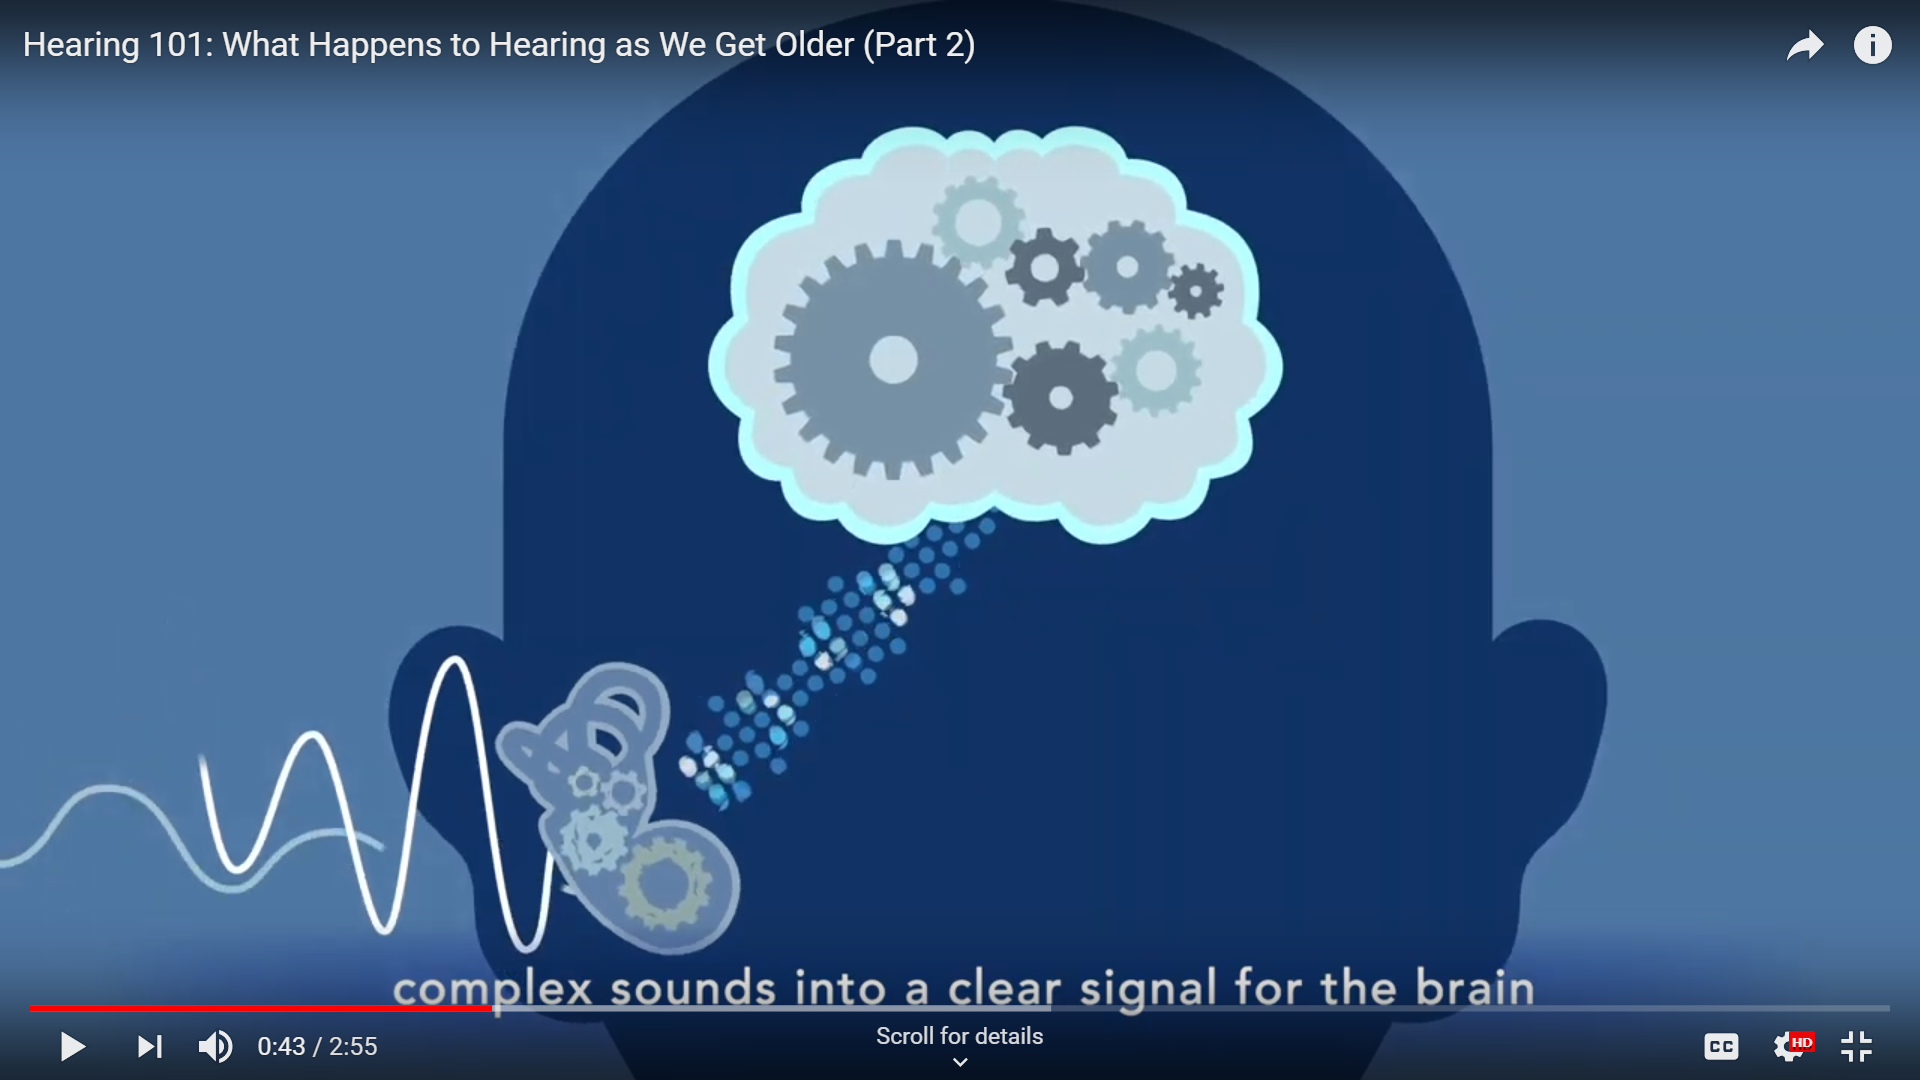 Hearing 101: What Happens to Hearing as We Get Older (Part 2)
complex sounds into a clear signal for the brain
0:43 / 2:55
Scroll for details
CC
HD